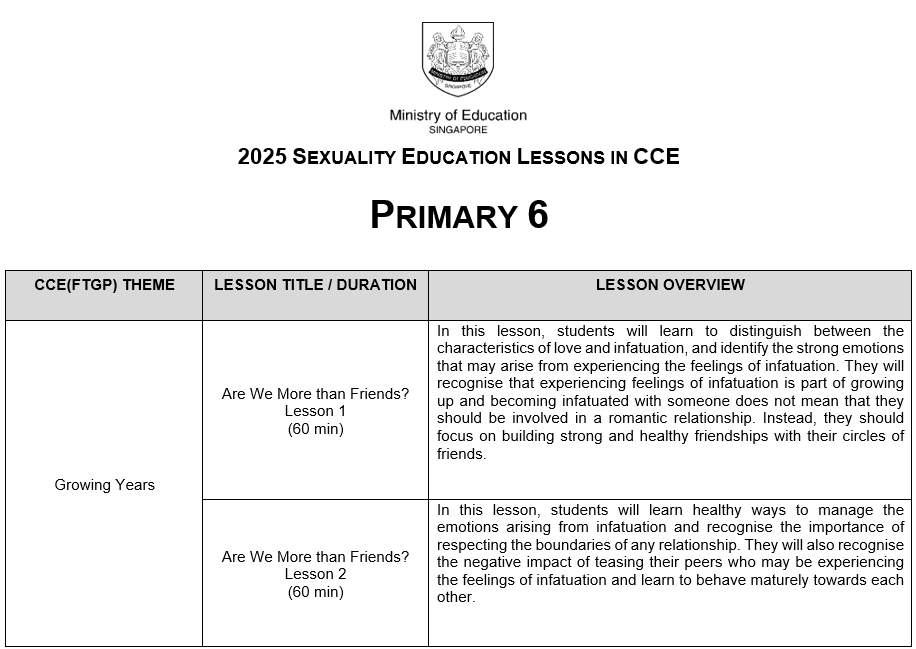 MINISTRY OF EDUCATION
SINGAPORE
Ministry of Education
SINGAPORE
2025 SEXUALITY EDUCATION LESSONS IN CCE
PRIMARY 6
CCE(FTGP) THEME
LESSON TITLE / DURATION
LESSON OVERVIEW
Growing Years
Are We More than Friends?
Lesson 1
(60 min)
In this lesson, students will learn to distinguish between the
characteristics of love and infatuation, and identify the strong emotions
that may arise from experiencing the feelings of infatuation. They will
recognise that experiencing feelings of infatuation is part of growing
up and becoming infatuated with someone does not mean that they
should be involved in a romantic relationship. Instead, they should
focus on building strong and healthy friendships with their circles of
friends.
Are We More than Friends?
Lesson 2
(60 min)
In this lesson, students will learn healthy ways to manage the
emotions arising from infatuation and recognise the importance of
respecting the boundaries of any relationship. They will also recognise
the negative impact of teasing their peers who may be experiencing
the feelings of infatuation and learn to behave maturely towards each
other.